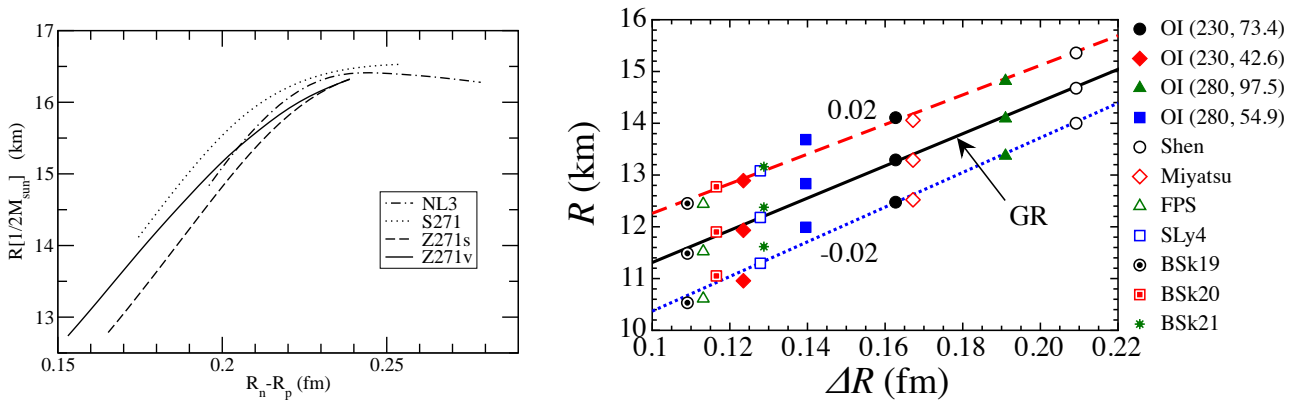 17
16
15
14
13
0.15
0.2
0.25
R[1/2M_sun] (km)
R_n-R_p (fm)
NL3
S271
Z271s
Z271v
16
15
14
13
12
11
10
0.1
0.12
0.14
0.16
0.18
0.20
0.22
R (km)
ΔR (fm)
0.02
GR
-0.02
OI (230, 73.4)
OI (230, 42.6)
OI (280, 97.5)
OI (280, 54.9)
Shen
Miyatsu
FPS
SLy4
BSk19
BSk20
BSk21